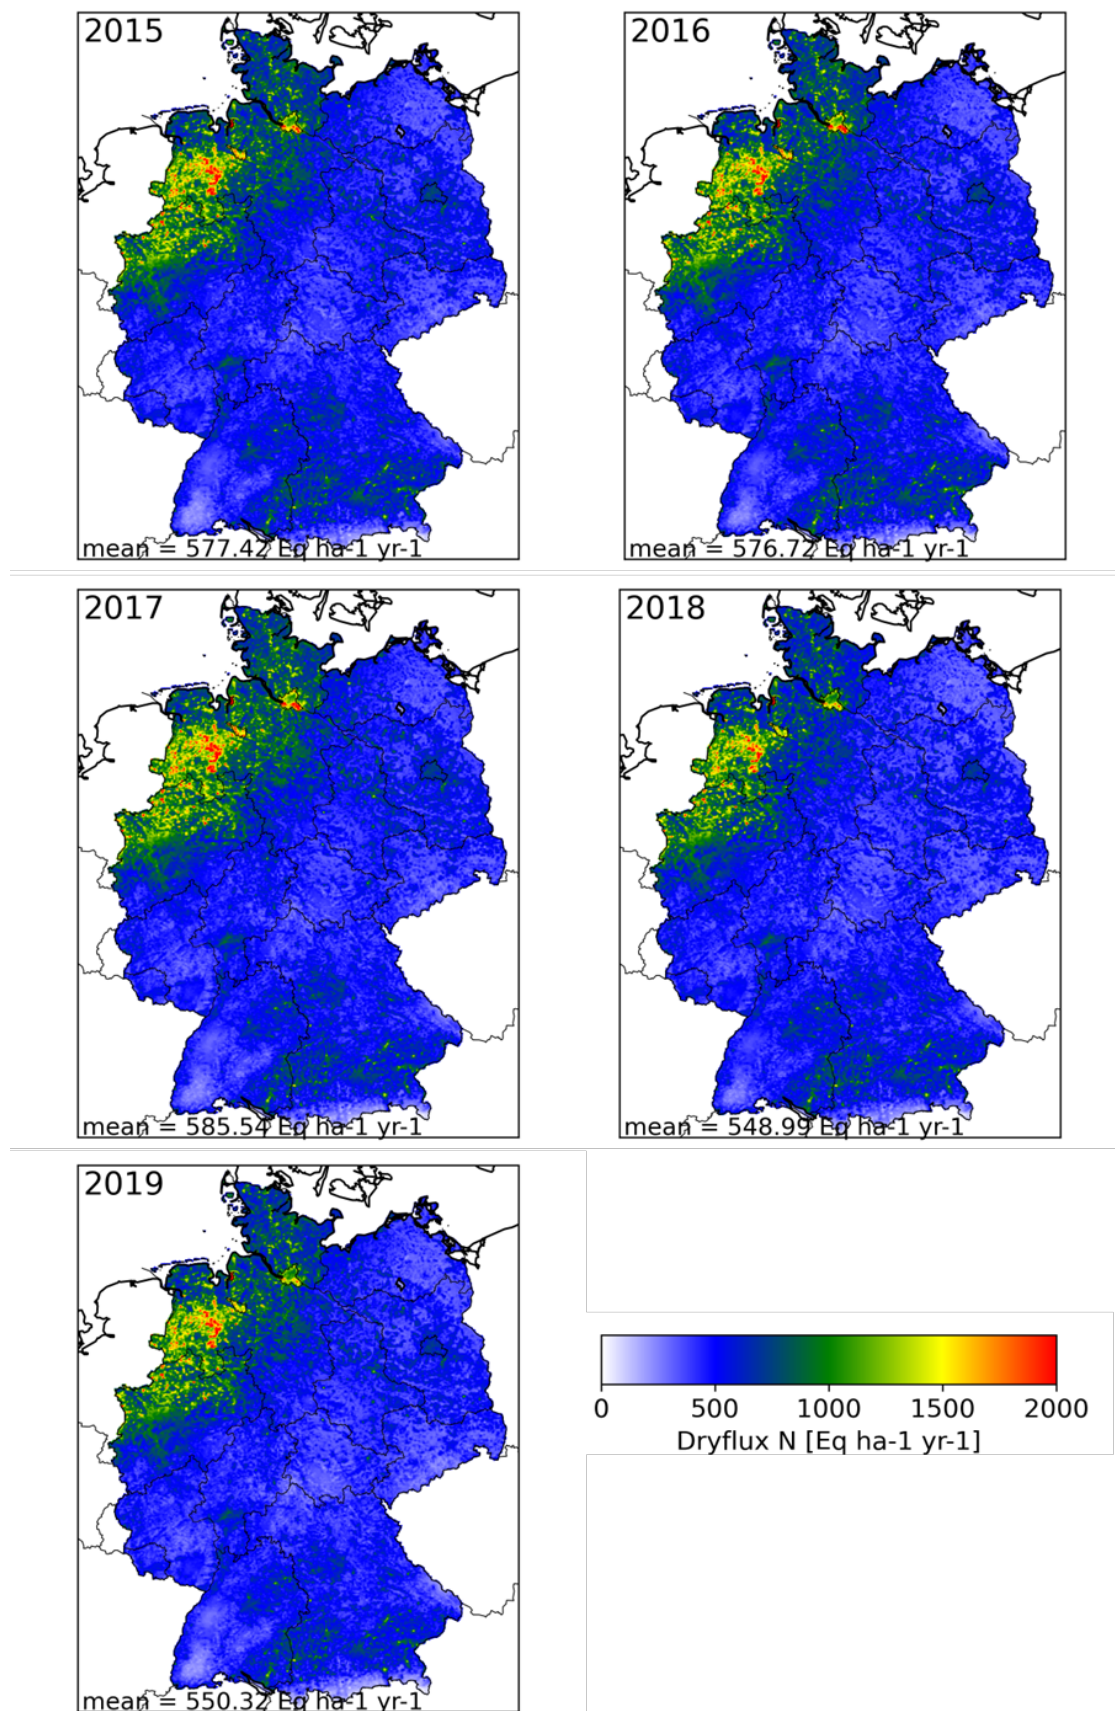 2015
mean = 577.42 Eq ha-1 yr-1
2016
mean = 576.72 Eq ha-1 yr-1
2017
mean = 585.54 Eq ha-1 yr-1
2018
mean = 548.99 Eq ha-1 yr-1
2019
mean = 550.32 Eq ha-1 yr-1
0 500 1000 1500 2000
Dryflux N [Eq ha-1 yr-1]